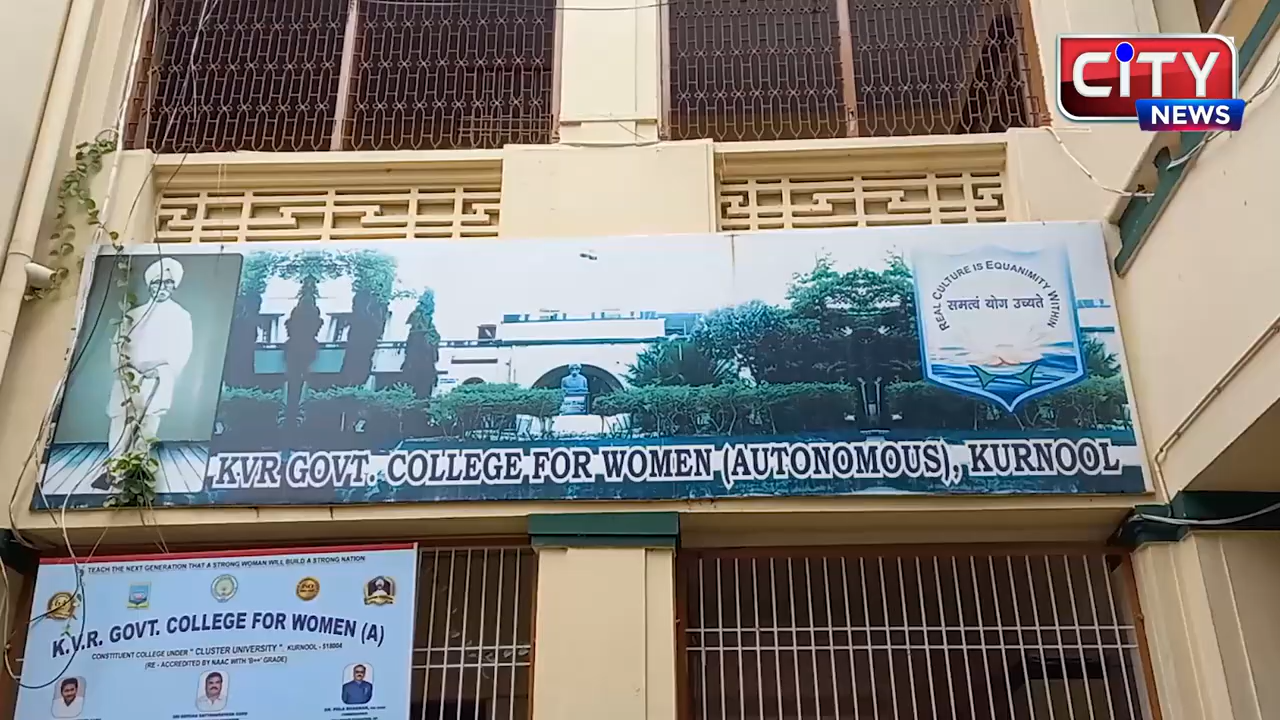 CiTY
NEWS
REAL CULTURE IS EQUANIMITY WITHIN
समत्वं योग उच्यते
KVR GOVT. COLLEGE FOR WOMEN (AUTONOMOUS), KURNOOL
TEACH THE NEXT GENERATION THAT A STRONG WOMAN WILL BUILD A STRONG NATION
K.V.R. GOVT. COLLEGE FOR WOMEN (A)
CONSTITUENT COLLEGE UNDER " CLUSTER UNIVERSITY ", KURNOOL - 518004
(RE - ACCREDITED BY NAAC WITH 'B++' GRADE)